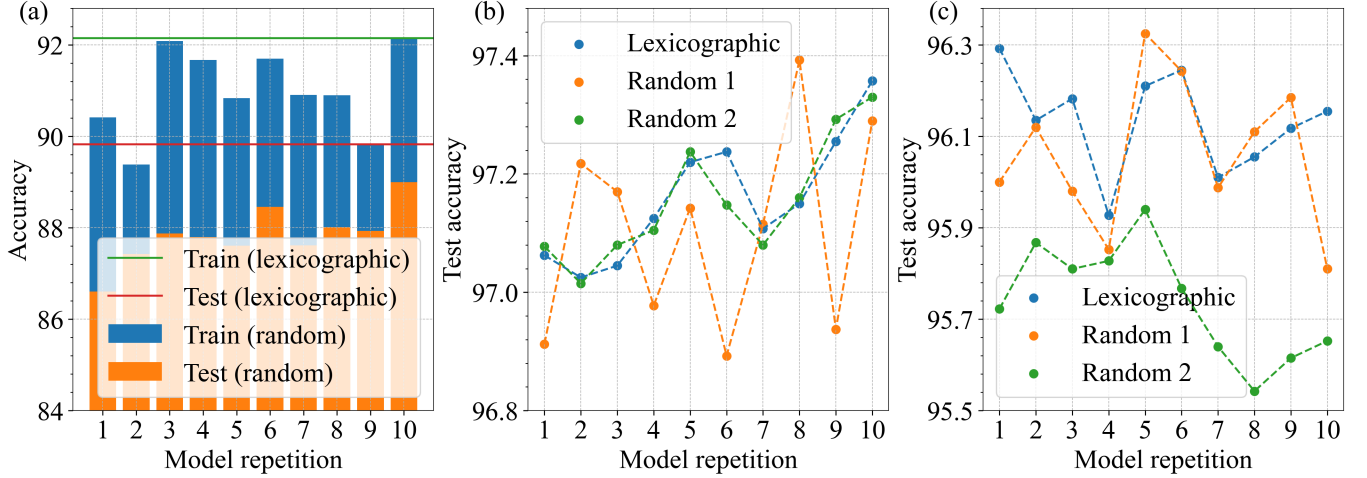 (a)
Accuracy
92
90
88
86
84
Train (lexicographic)
Test (lexicographic)
Train (random)
Test (random)
1 2 3 4 5 6 7 8 9 10
Model repetition
(b)
Test accuracy
97.4
97.2
97.0
96.8
Lexicographic
Random 1
Random 2
1 2 3 4 5 6 7 8 9 10
Model repetition
(c)
Test accuracy
96.3
96.1
95.9
95.7
95.5
Lexicographic
Random 1
Random 2
1 2 3 4 5 6 7 8 9 10
Model repetition